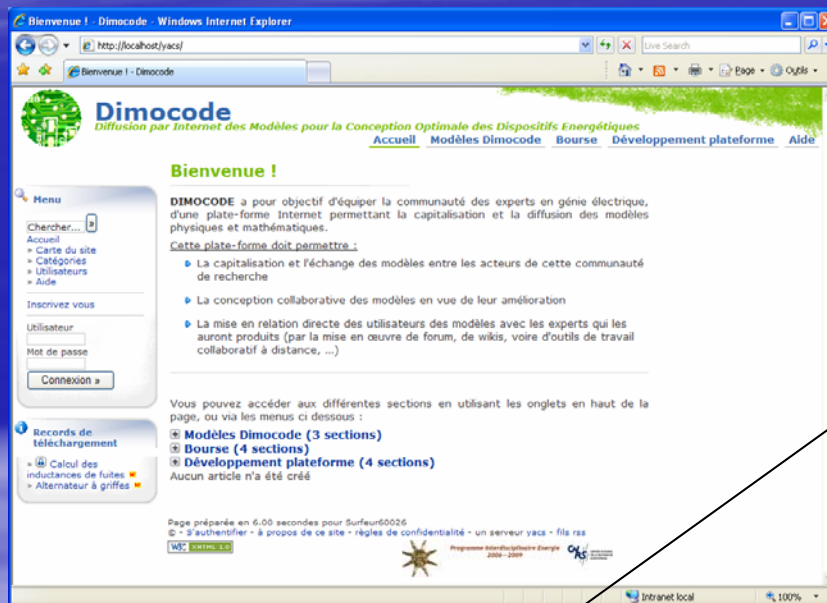 Bienvenue ! - Dimocode - Windows Internet Explorer
http://localhost/yacs/
Live Search
Bienvenue ! - Dimocode
Page
Outils
Dimocode
Diffusion par Internet des Modèles pour la Conception Optimale des Dispositifs Energétiques
Accueil Modèles Dimocode Bourse Développement plateforme Aide
Bienvenue !
Menu
Chercher... »
Accueil
» Carte du site
» Catégories
» Utilisateurs
» Aide
Inscrivez vous
Utilisateur
Mot de passe
Connexion »
Records de
téléchargement
» Calcul des
inductances de fuites
» Alternateur à griffes
DIMOCODE a pour objectif d'équiper la communauté des experts en génie électrique,
d'une plate-forme Internet permettant la capitalisation et la diffusion des modèles
physiques et mathématiques.
Cette plate-forme doit permettre :
La capitalisation et l'échange des modèles entre les acteurs de cette communauté
de recherche
La conception collaborative des modèles en vue de leur amélioration
La mise en relation directe des utilisateurs des modèles avec les experts qui les
auront produits (par la mise en œuvre de forum, de wikis, voire d'outils de travail
collaboratif à distance, ...)
Vous pouvez accéder aux différentes sections en utilisant les onglets en haut de la
page, ou via les menus ci dessous :
Modèles Dimocode (3 sections)
Bourse (4 sections)
Développement plateforme (4 sections)
Aucun article n'a été créé
Page préparée en 6.00 secondes pour Surfeur60026
© - S'authentifier - à propos de ce site - règles de confidentialité - un serveur yacs - fils rss
W3C XHTML 1.0
Programme Interdisciplinaire Energie
2006-2009
CNRS
Intranet local
100%